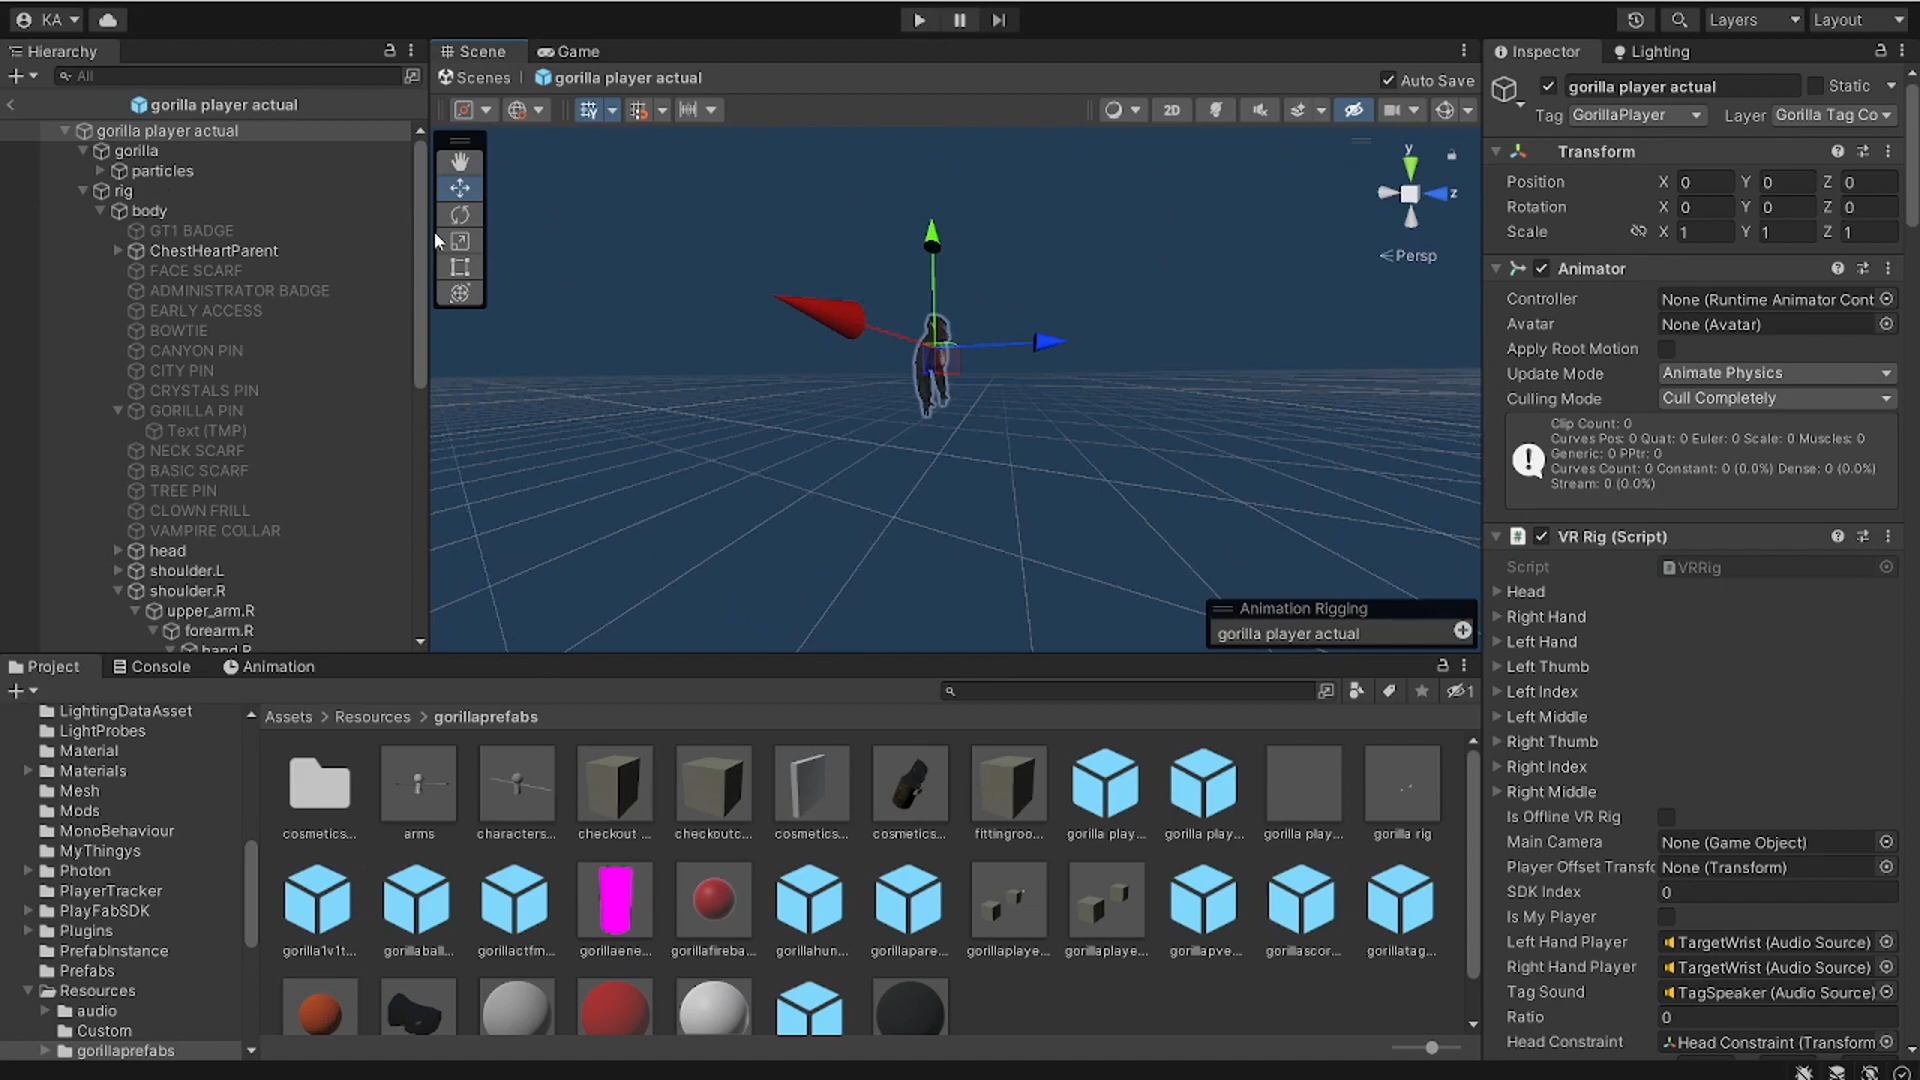 KA
Layers
Layout
Hierarchy
All
gorilla player actual
gorilla player actual
gorilla
particles
rig
body
GT1 BADGE
ChestHeartParent
FACE SCARF
ADMINISTRATOR BADGE
EARLY ACCESS
BOWTIE
CANYON PIN
CITY PIN
CRYSTALS PIN
GORILLA PIN
Text (TMP)
NECK SCARF
BASIC SCARF
TREE PIN
CLOWN FRILL
VAMPIRE COLLAR
head
shoulder.L
shoulder.R
upper_arm.R
forearm.R
hand.R
Scene
Game
Scenes
gorilla player actual
Auto Save
2D
y
z
Persp
Animation Rigging
gorilla player actual
Inspector
Lighting
gorilla player actual
Static
Tag GorillaPlayer Layer Gorilla Tag Co
Transform
Position X 0 Y 0 Z 0
Rotation X 0 Y 0 Z 0
Scale X 1 Y 1 Z 1
Animator
Controller None (Runtime Animator Cont
Avatar None (Avatar)
Apply Root Motion
Update Mode Animate Physics
Culling Mode Cull Completely
Clip Count: 0
Curves Pos: 0 Quat: 0 Euler: 0 Scale: 0 Muscles: 0
Generic: 0 PPtr: 0
Curves Count: 0 Constant: 0 (0.0%) Dense: 0 (0.0%)
Stream: 0 (0.0%)
# VR Rig (Script)
Script VRRig
Head
Right Hand
Left Hand
Left Thumb
Left Index
Left Middle
Right Thumb
Right Index
Right Middle
Is Offline VR Rig
Main Camera None (Game Object)
Player Offset Transfo None (Transform)
SDK Index 0
Is My Player
Left Hand Player TargetWrist (Audio Source)
Right Hand Player TargetWrist (Audio Source)
Tag Sound TagSpeaker (Audio Source)
Ratio 0
Head Constraint Head Constraint (Transform
Project
Console
Animation
1
LightingDataAsset
LightProbes
Material
Materials
Mesh
Mods
MonoBehaviour
MyThingys
Photon
PlayerTracker
PlayFabSDK
Plugins
PrefabInstance
Prefabs
Resources
audio
Custom
gorillaprefabs
Assets > Resources > gorillaprefabs
cosmetics...
arms
characters...
checkout ...
checkoutc...
cosmetics...
cosmetics...
fittingroo...
gorilla play...
gorilla play...
gorilla play...
gorilla rig
gorilla1v1t...
gorillaball...
gorillactfm...
gorillaene...
gorillafireba...
gorillahun...
gorillapare...
gorillaplaye...
gorillaplaye...
gorillapve...
gorillascor...
gorillatag...